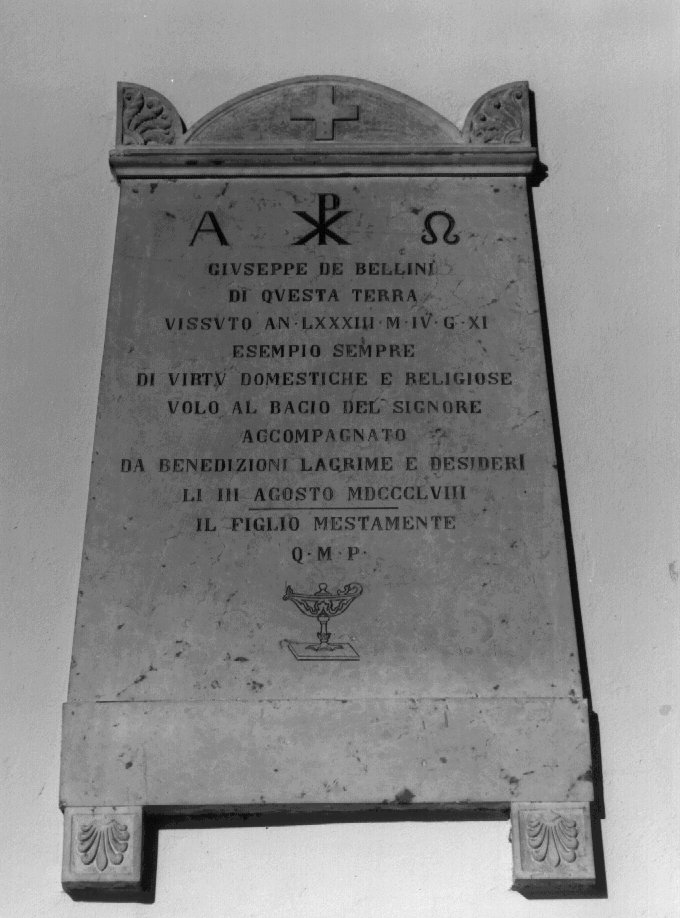 Α ☧ Ω
GIVSEPPE DE BELLINI
DI QVESTA TERRA
VISSVTO AN·LXXXIII·M·IV·G·XI
ESEMPIO SEMPRE
DI VIRTV DOMESTICHE E RELIGIOSE
VOLO AL BACIO DEL SIGNORE
ACCOMPAGNATO
DA BENEDIZIONI LAGRIME E DESIDERI
LI III AGOSTO MDCCCLVIII
IL FIGLIO MESTAMENTE
Q·M·P·